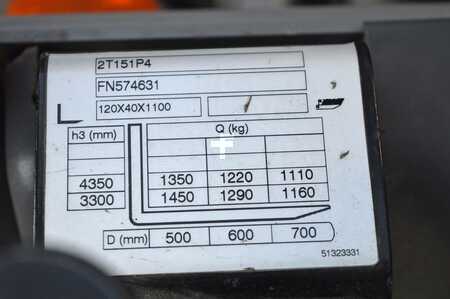 2T151P4
FN574631
120X40X1100
h3 (mm) Q (kg)
4350 1350 1220 1110
3300 1450 1290 1160
D (mm) 500 600 700
51323331